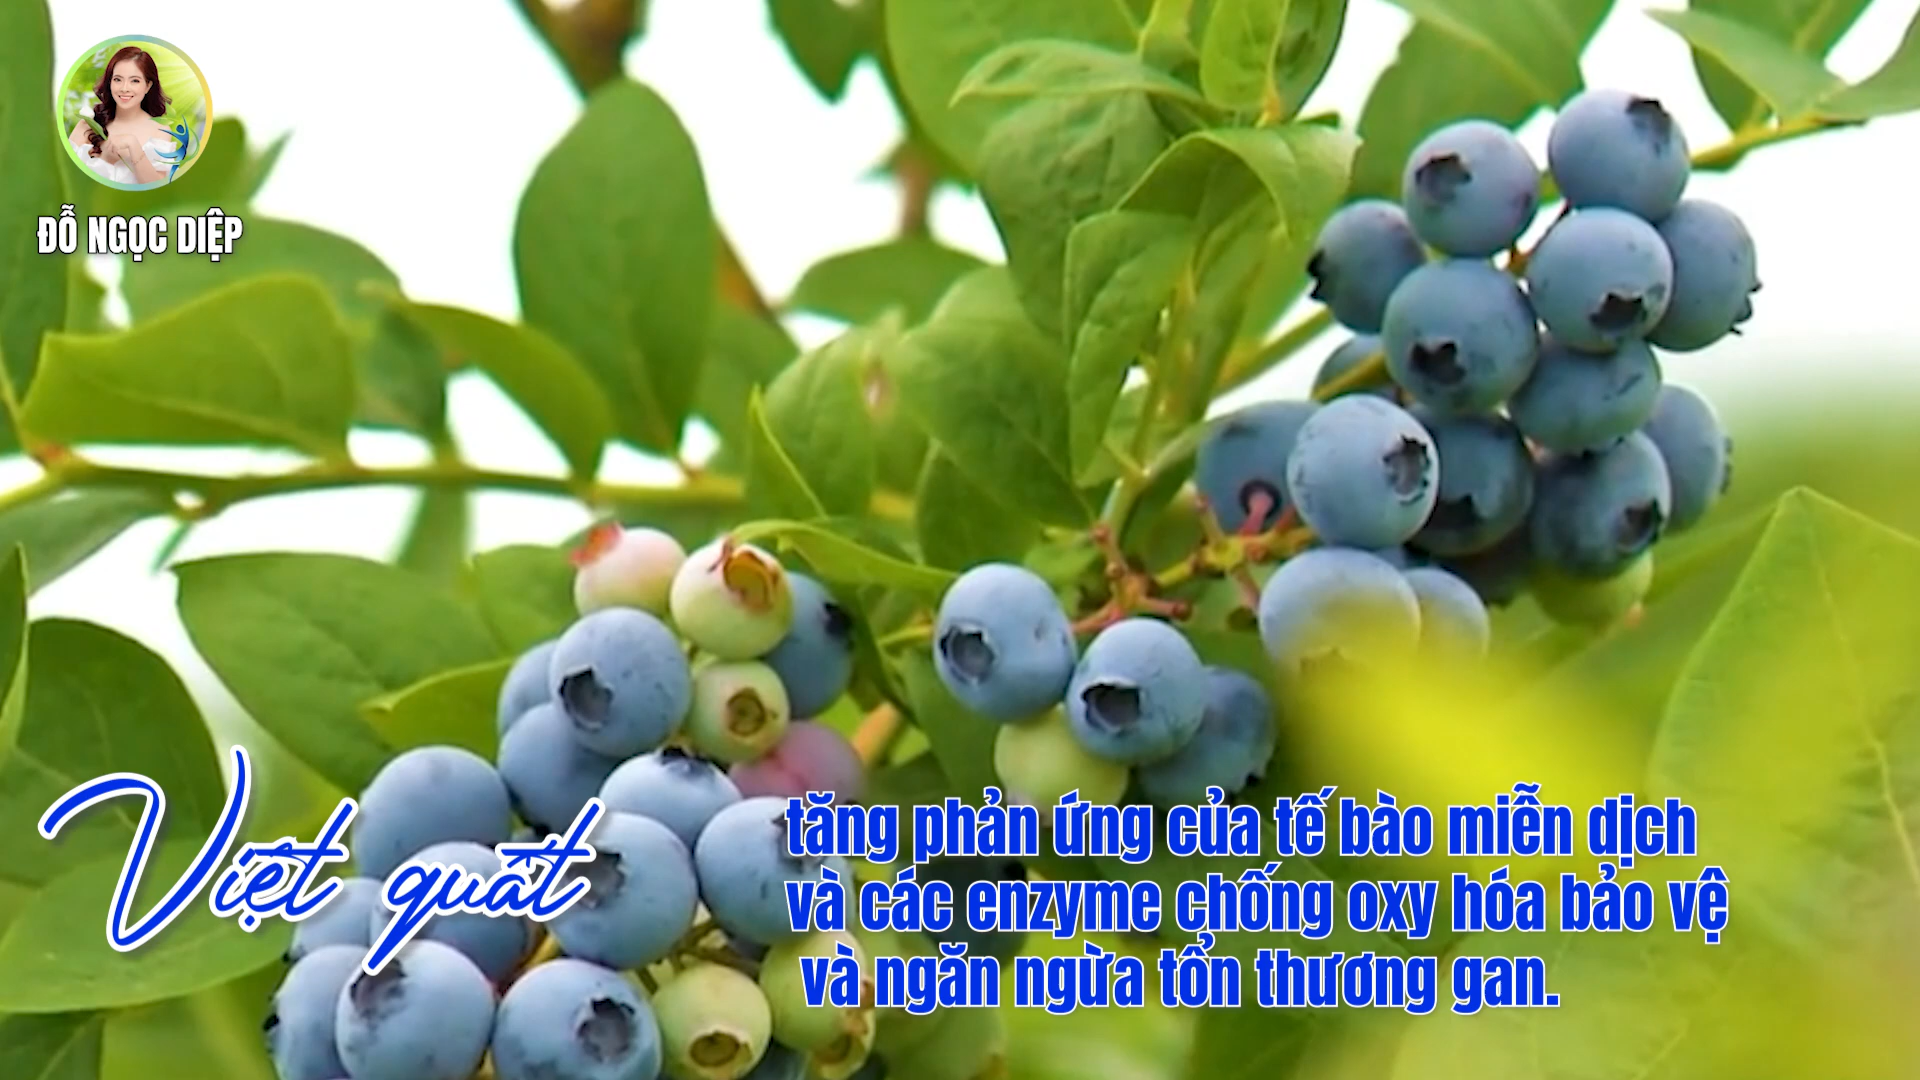 ĐỖ NGỌC DIỆP
Việt quất
tăng phản ứng của tế bào miễn dịch
và các enzyme chống oxy hóa bảo vệ
và ngăn ngừa tổn thương gan.